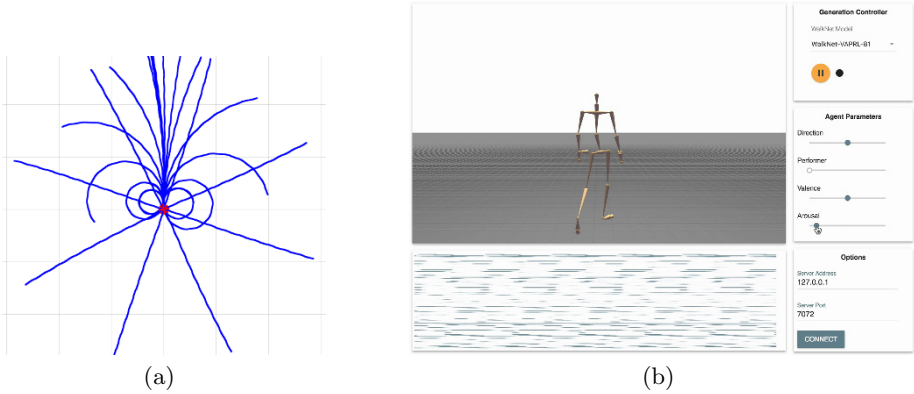 Generation Controller
WalkNet Model
WalkNet-VAPRL-81
Agent Parameters
Direction
Performer
Valence
Arousal
Options
Server Address
127.0.0.1
Server Port
7072
CONNECT
(a)
(b)